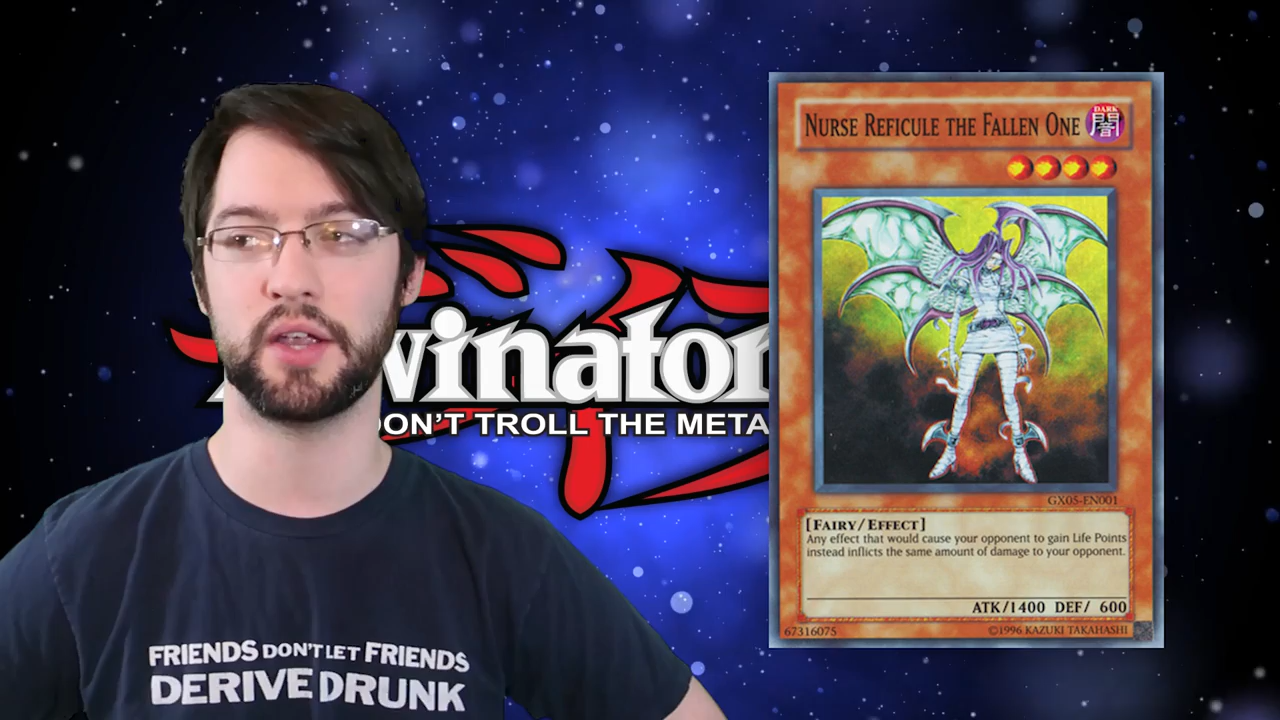 NURSE REFICULE THE FALLEN ONE
DARK
闇
winator
DON'T TROLL THE META
GX05-EN001
[FAIRY/EFFECT]
Any effect that would cause your opponent to gain Life Points
instead inflicts the same amount of damage to your opponent.
ATK/1400 DEF/ 600
67316075
©1996 KAZUKI TAKAHASHI
FRIENDS DON'T LET FRIENDS
DERIVE DRUNK